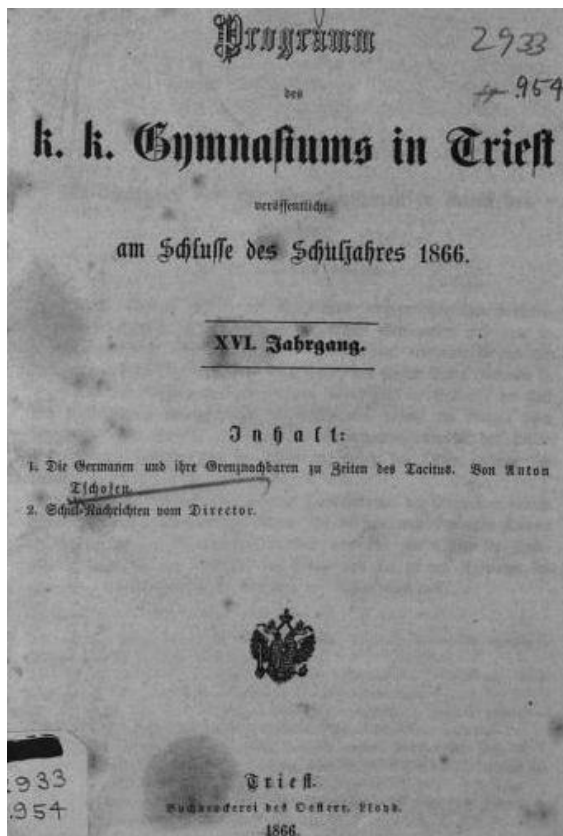 Programm
2933
954
des
k. k. Gymnasiums in Triest
veröffentlicht
am Schlusse des Schuljahres 1866.
XVI. Jahrgang.
Inhalt:
1. Die Germanen und ihre Grenznachbaren zu Zeiten des Tacitus. Von Anton
Tschofen.
2. Schul-Nachrichten vom Director.
933
954
Triest.
Buchdruckerei des Oesterr. Lloyd.
1866.